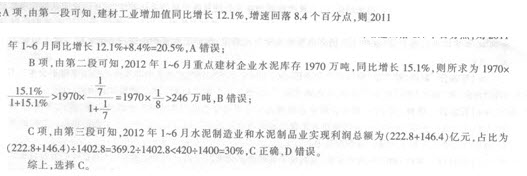 A 项,由第一段可知,建材工业增加值同比增长 12.1%,增速回落 8.4 个百分点,则 2011
年 1~6 月同比增长 12.1%+8.4%=20.5%,A 错误;
B 项,由第二段可知,2012 年 1~6 月重点建材企业水泥库存 1970 万吨,同比增长 15.1%,则所求为 1970×
15.1%/(1+15.1%)>1970×(1/7)/(1+1/7)=1970×1/8>246 万吨,B 错误;
C 项,由第三段可知,2012 年 1~6 月水泥制造业和水泥制品业实现利润总额为(222.8+146.4)亿元,占比为
(222.8+146.4)÷1402.8=369.2÷1402.8<420÷1400=30%,C 正确,D 错误。
综上,选择 C。